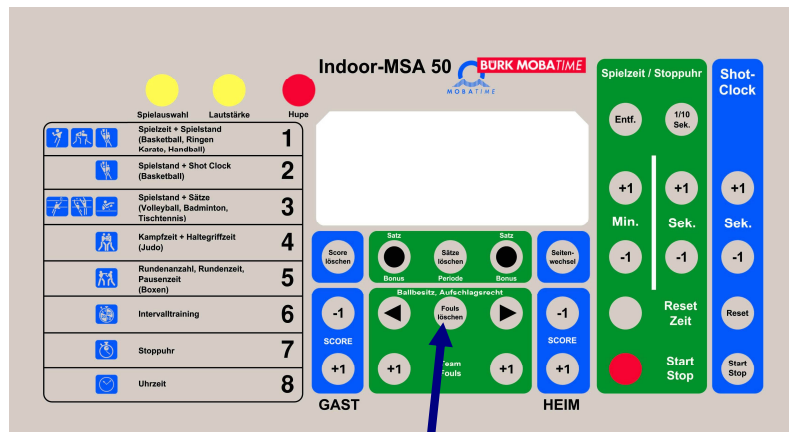 Indoor-MSA 50
BÜRK MOBATIME
MOBATIME
Spielauswahl
Lautstärke
Hupe
Spielzeit + Spielstand
(Basketball, Ringen
Karate, Handball)
1
Spielstand + Shot Clock
(Basketball)
2
Spielstand + Sätze
(Volleyball, Badminton,
Tischtennis)
3
Kampfzeit + Haltegriffzeit
(Judo)
4
Rundenanzahl, Rundenzeit,
Pausenzeit
(Boxen)
5
Intervalltraining
6
Stoppuhr
7
Uhrzeit
8
Score
löschen
Satz
Bonus
Sätze
löschen
Periode
Satz
Bonus
Seiten-
wechsel
-1
SCORE
+1
GAST
Ballbesitz, Aufschlagsrecht
Fouls
löschen
+1
Team
Fouls
+1
-1
SCORE
+1
HEIM
Spielzeit / Stoppuhr
Entf.
1/10
Sek.
+1
+1
Min.
Sek.
-1
-1
Reset
Zeit
Start
Stop
Shot-
Clock
+1
Sek.
-1
Reset
Start
Stop